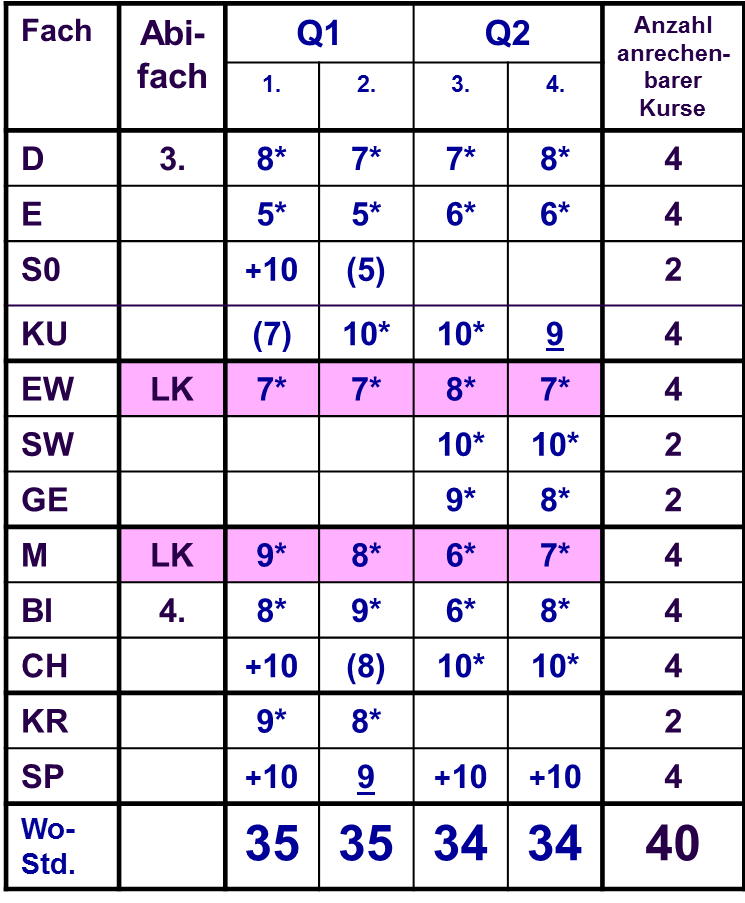 Fach Abi-fach Q1 Q2 Anzahl anrechen-barer Kurse
1. 2. 3. 4.
D 3. 8* 7* 7* 8* 4
E 5* 5* 6* 6* 4
S0 +10 (5) 2
KU (7) 10* 10* 9 4
EW LK 7* 7* 8* 7* 4
SW 10* 10* 2
GE 9* 8* 2
M LK 9* 8* 6* 7* 4
BI 4. 8* 9* 6* 8* 4
CH +10 (8) 10* 10* 4
KR 9* 8* 2
SP +10 9 +10 +10 4
Wo-Std. 35 35 34 34 40